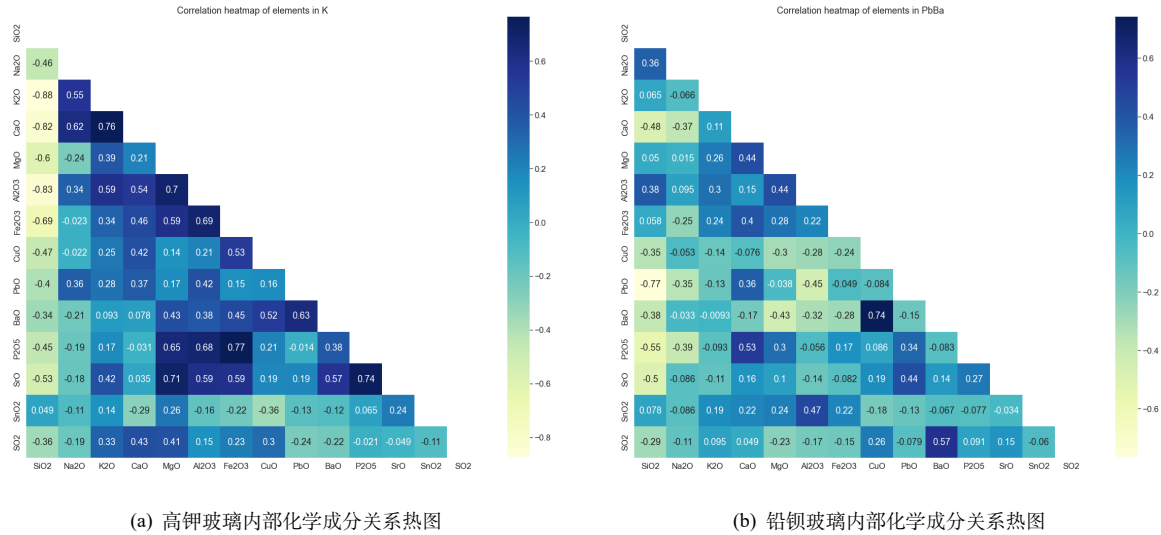 Correlation heatmap of elements in K
SiO2
Na2O -0.46
K2O -0.88 0.55
CaO -0.82 0.62 0.76
MgO -0.6 -0.24 0.39 0.21
Al2O3 -0.83 0.34 0.59 0.54 0.7
Fe2O3 -0.69 -0.023 0.34 0.46 0.59 0.69
CuO -0.47 -0.022 0.25 0.42 0.14 0.21 0.53
PbO -0.4 0.36 0.28 0.37 0.17 0.42 0.15 0.16
BaO -0.34 -0.21 0.093 0.078 0.43 0.38 0.45 0.52 0.63
P2O5 -0.45 -0.19 0.17 -0.031 0.65 0.68 0.77 0.21 -0.014 0.38
SrO -0.53 -0.18 0.42 0.035 0.71 0.59 0.59 0.19 0.19 0.57 0.74
SnO2 0.049 -0.11 0.14 -0.29 0.26 -0.16 -0.22 -0.36 -0.13 -0.12 0.065 0.24
SO2 -0.36 -0.19 0.33 0.43 0.41 0.15 0.23 0.3 -0.24 -0.22 -0.021 -0.049 -0.11
SiO2 Na2O K2O CaO MgO Al2O3 Fe2O3 CuO PbO BaO P2O5 SrO SnO2 SO2
0.6
0.4
0.2
0.0
-0.2
-0.4
-0.6
-0.8
(a) 高钾玻璃内部化学成分关系热图
Correlation heatmap of elements in PbBa
SiO2
Na2O 0.36
K2O 0.065 -0.066
CaO -0.48 -0.37 0.11
MgO 0.05 0.015 0.26 0.44
Al2O3 0.38 0.095 0.3 0.15 0.44
Fe2O3 0.058 -0.25 0.24 0.4 0.28 0.22
CuO -0.35 -0.053 -0.14 -0.076 -0.3 -0.28 -0.24
PbO -0.77 -0.35 -0.13 0.36 -0.038 -0.45 -0.049 -0.084
BaO -0.38 -0.033 -0.0093 -0.17 -0.43 -0.32 -0.28 0.74 -0.15
P2O5 -0.55 -0.39 -0.093 0.53 0.3 -0.056 0.17 0.086 0.34 -0.083
SrO -0.5 -0.086 -0.11 0.16 0.1 -0.14 -0.082 0.19 0.44 0.14 0.27
SnO2 0.078 -0.086 0.19 0.22 0.24 0.47 0.22 -0.18 -0.13 -0.067 -0.077 -0.034
SO2 -0.29 -0.11 0.095 0.049 -0.23 -0.17 -0.15 0.26 -0.079 0.57 0.091 0.15 -0.06
SiO2 Na2O K2O CaO MgO Al2O3 Fe2O3 CuO PbO BaO P2O5 SrO SnO2 SO2
0.6
0.4
0.2
0.0
-0.2
-0.4
-0.6
(b) 铅钡玻璃内部化学成分关系热图